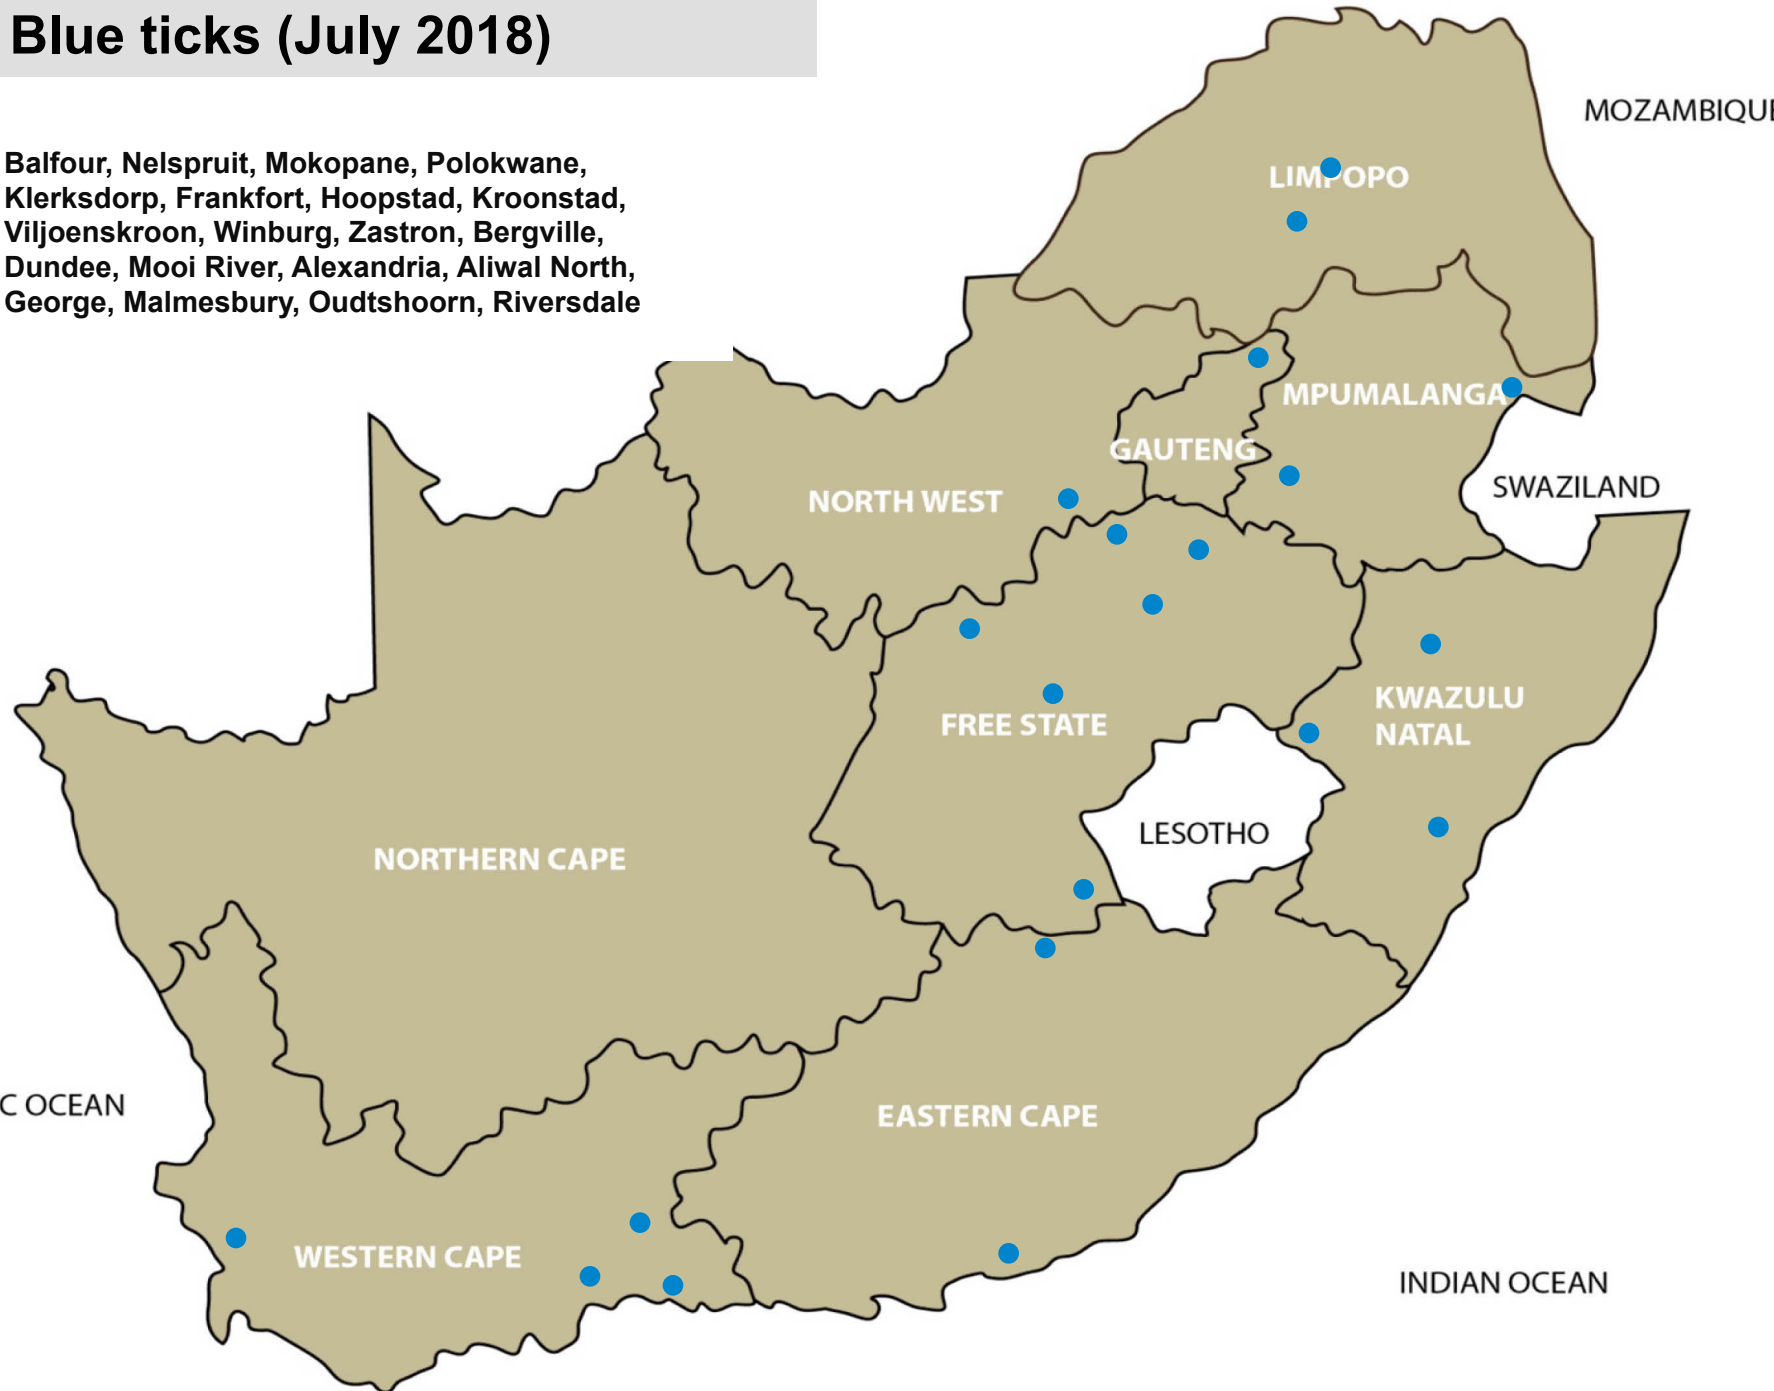 Blue ticks (July 2018)
Balfour, Nelspruit, Mokopane, Polokwane,
Klerksdorp, Frankfort, Hoopstad, Kroonstad,
Viljoenskroon, Winburg, Zastron, Bergville,
Dundee, Mooi River, Alexandria, Aliwal North,
George, Malmesbury, Oudtshoorn, Riversdale
MOZAMBIQUE
LIMPOPO
MPUMALANGA
GAUTENG
SWAZILAND
NORTH WEST
KWAZULU
NATAL
FREE STATE
LESOTHO
NORTHERN CAPE
C OCEAN
EASTERN CAPE
WESTERN CAPE
INDIAN OCEAN